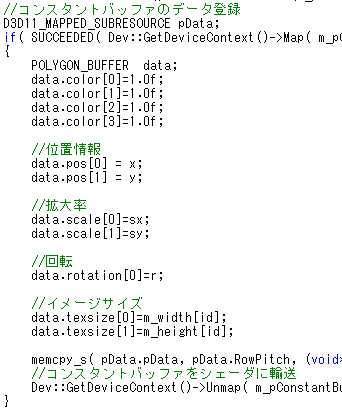 //コンスタントバッファのデータ登録
D3D11_MAPPED_SUBRESOURCE pData;
if( SUCCEEDED( Dev::GetDeviceContext()->Map( m_pC
{
POLYGON_BUFFER data;
data.color[0]=1.0f;
data.color[1]=1.0f;
data.color[2]=1.0f;
data.color[3]=1.0f;
//位置情報
data.pos[0] = x;
data.pos[1] = y;
//拡大率
data.scale[0]=sx;
data.scale[1]=sy;
//回転
data.rotation[0]=r;
//イメージサイズ
data.texsize[0]=m_width[id];
data.texsize[1]=m_height[id];
memcpy_s( pData.pData, pData.RowPitch, (void*
//コンスタントバッファをシェーダに輸送
Dev::GetDeviceContext()->Unmap( m_pConstantBu
}